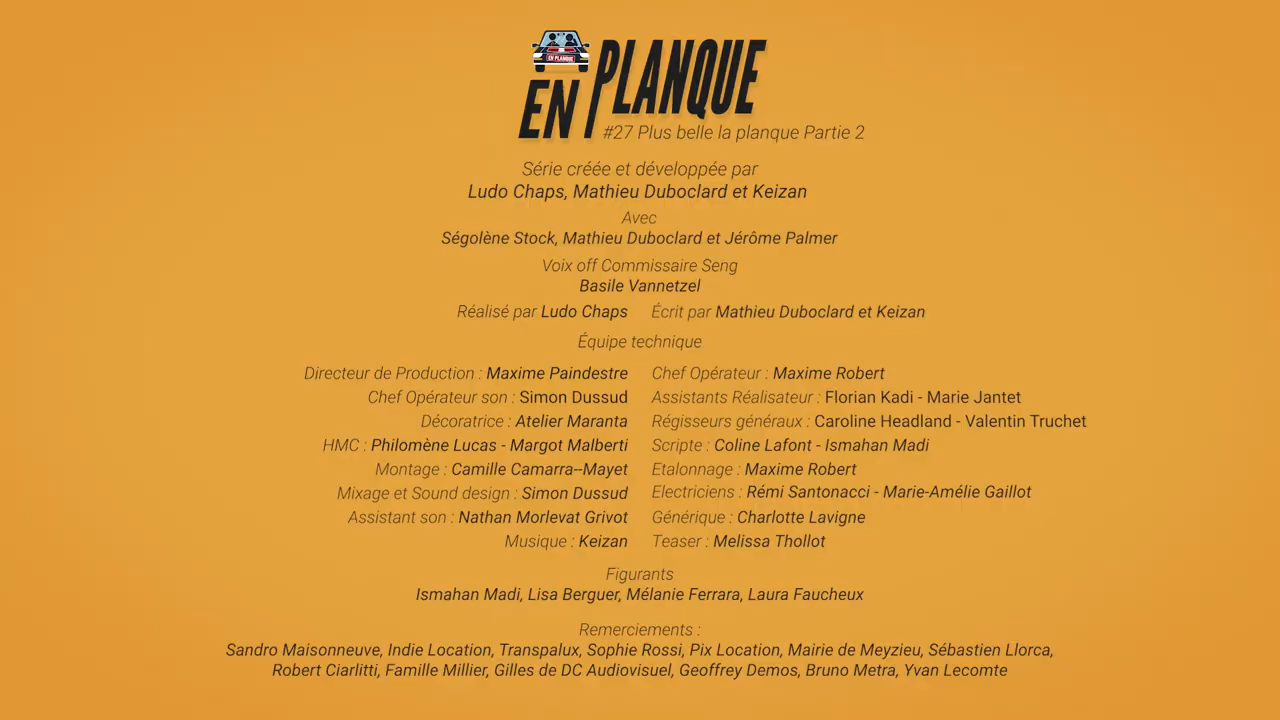 EN PLANQUE
EN PLANQUE
#27 Plus belle la planque Partie 2
Série créée et développée par
Ludo Chaps, Mathieu Duboclard et Keizan
Avec
Ségolène Stock, Mathieu Duboclard et Jérôme Palmer
Voix off Commissaire Seng
Basile Vannetzel
Réalisé par Ludo Chaps Écrit par Mathieu Duboclard et Keizan
Équipe technique
Directeur de Production : Maxime Paindestre Chef Opérateur : Maxime Robert
Chef Opérateur son : Simon Dussud Assistants Réalisateur : Florian Kadi - Marie Jantet
Décoratrice : Atelier Maranta Régisseurs généraux : Caroline Headland - Valentin Truchet
HMC : Philomène Lucas - Margot Malberti Scripte : Coline Lafont - Ismahan Madi
Montage : Camille Camarra--Mayet Etalonnage : Maxime Robert
Mixage et Sound design : Simon Dussud Electriciens : Rémi Santonacci - Marie-Amélie Gaillot
Assistant son : Nathan Morlevat Grivot Générique : Charlotte Lavigne
Musique : Keizan Teaser : Melissa Thollot
Figurants
Ismahan Madi, Lisa Berguer, Mélanie Ferrara, Laura Faucheux
Remerciements :
Sandro Maisonneuve, Indie Location, Transpalux, Sophie Rossi, Pix Location, Mairie de Meyzieu, Sébastien Llorca,
Robert Ciarlitti, Famille Millier, Gilles de DC Audiovisuel, Geoffrey Demos, Bruno Metra, Yvan Lecomte